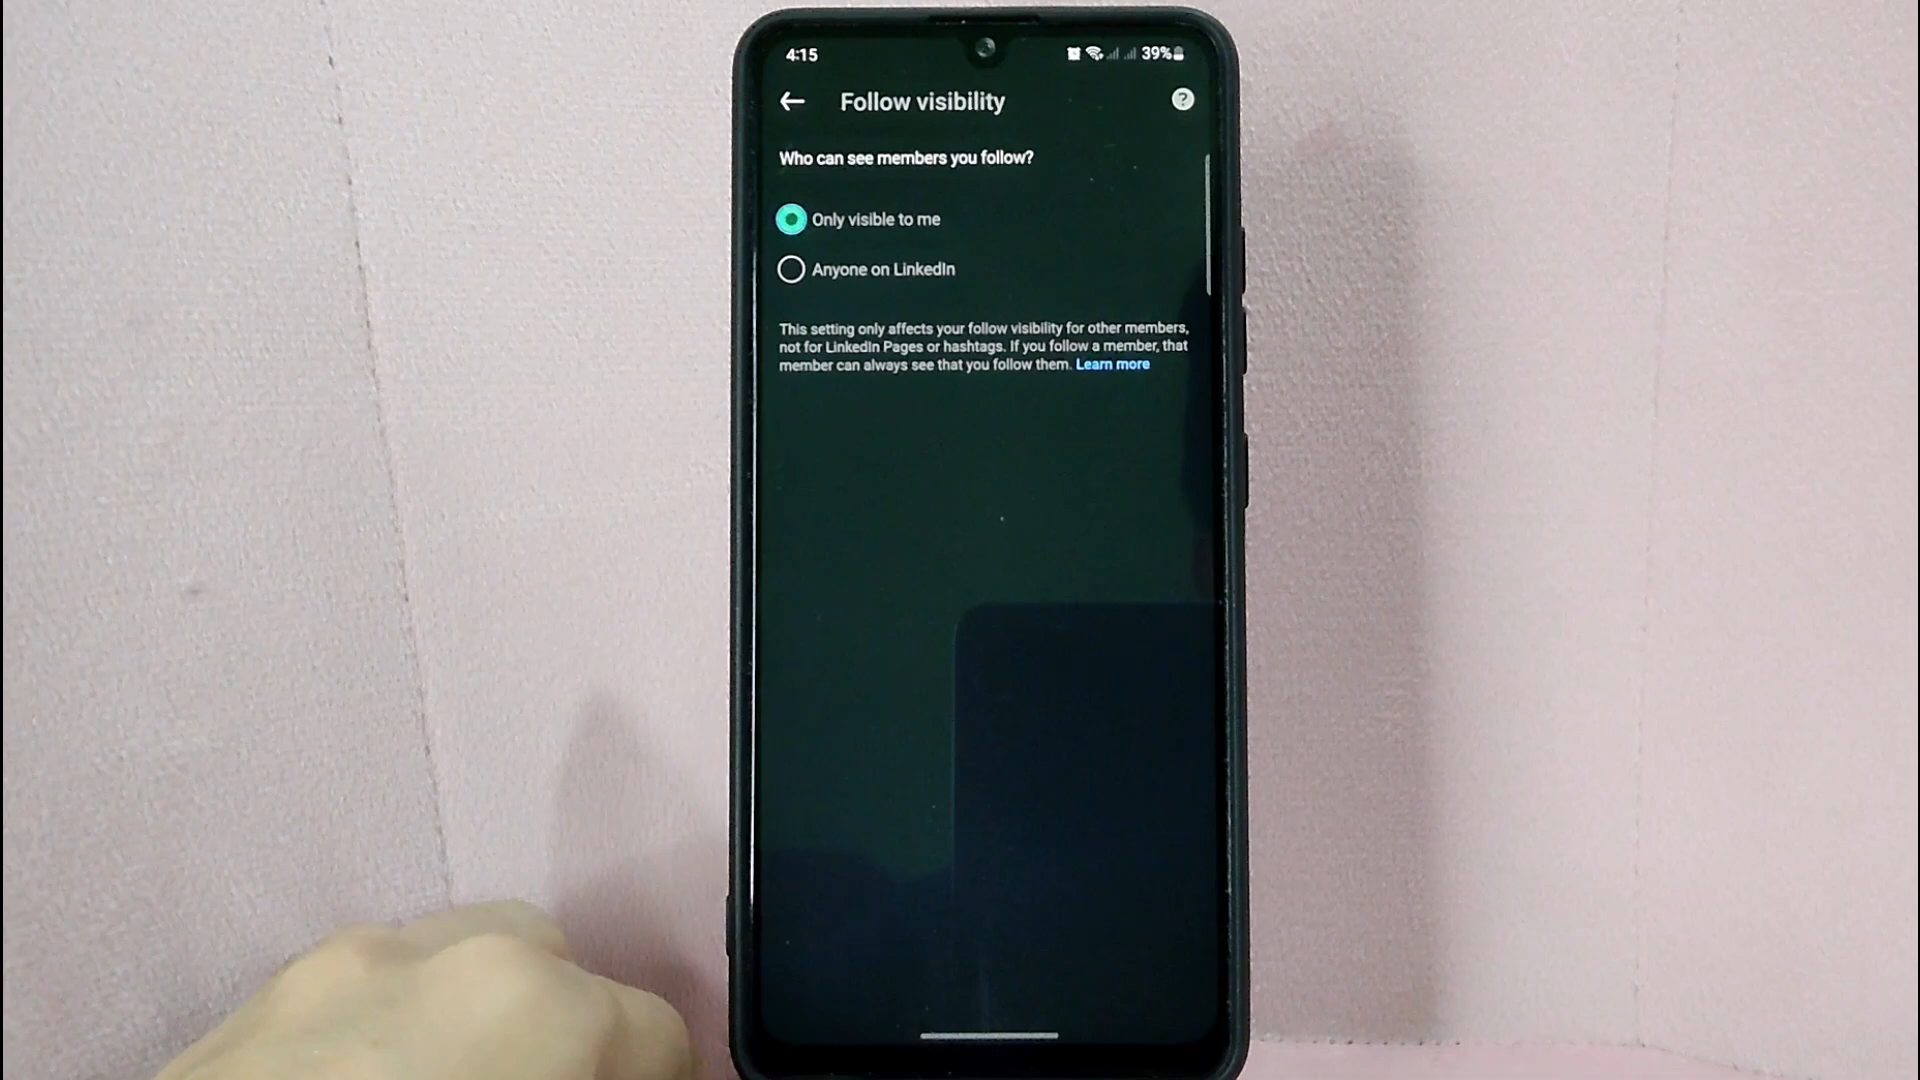 4:15
39%
Follow visibility
?
Who can see members you follow?
Only visible to me
Anyone on LinkedIn
This setting only affects your follow visibility for other members,
not for LinkedIn Pages or hashtags. If you follow a member, that
member can always see that you follow them. Learn more